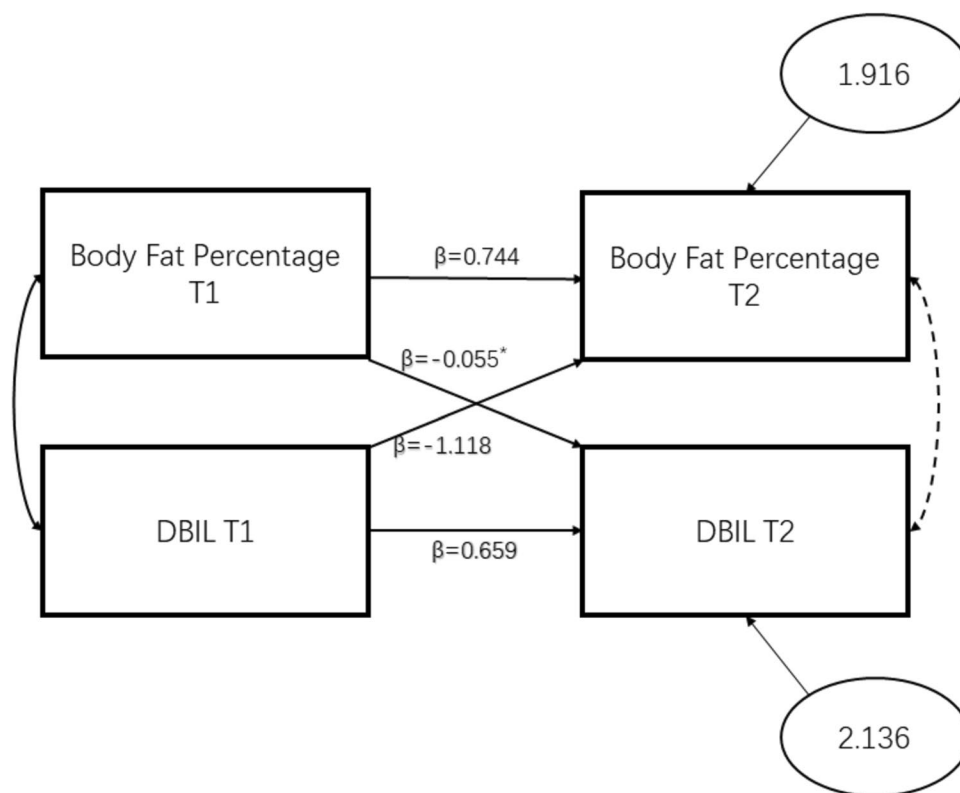 1.916
Body Fat Percentage
T1
β=0.744
Body Fat Percentage
T2
β=-0.055*
β=-1.118
DBIL T1
β=0.659
DBIL T2
2.136